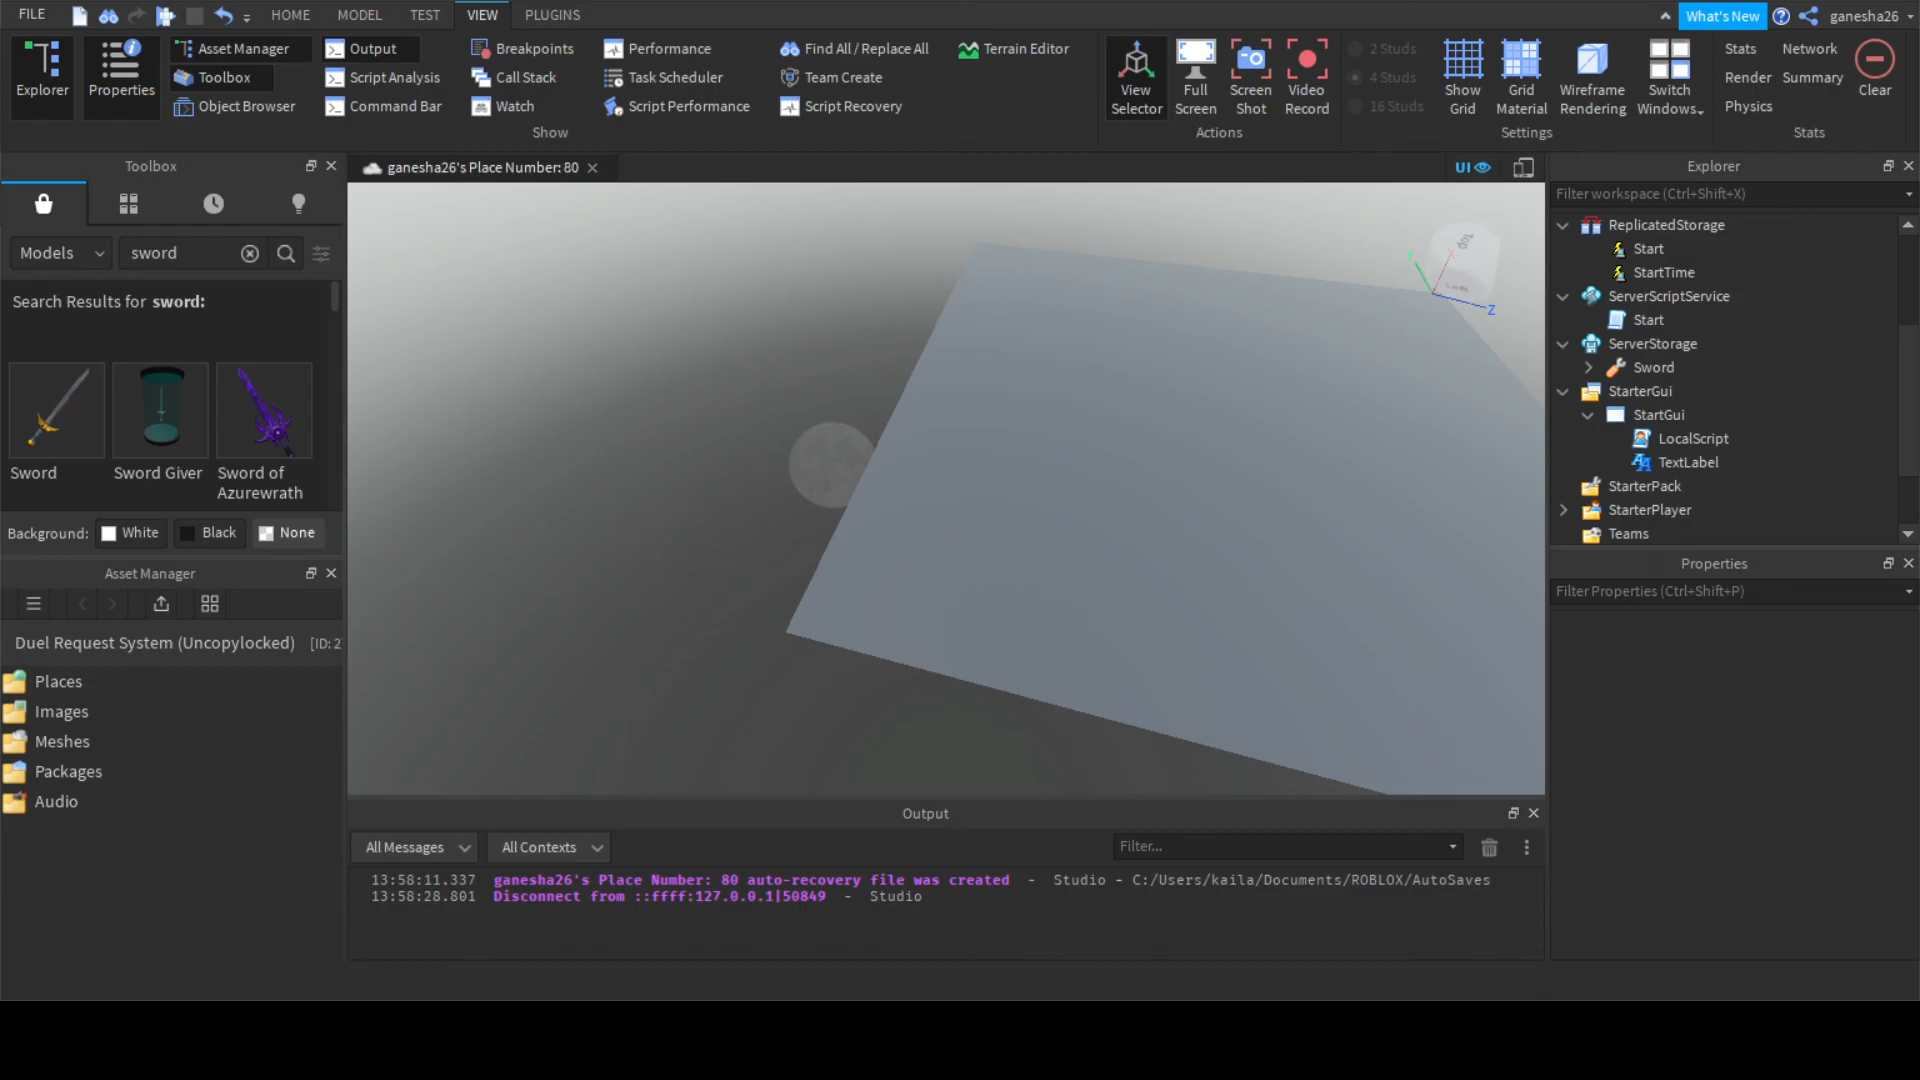 FILE HOME MODEL TEST VIEW PLUGINS What's New ganesha26
Explorer
Properties
Asset Manager
Toolbox
Object Browser
Output
Script Analysis
Command Bar
Breakpoints
Call Stack
Watch
Performance
Task Scheduler
Script Performance
Find All / Replace All
Team Create
Script Recovery
Terrain Editor
Show
View
Selector
Full
Screen
Screen
Shot
Video
Record
Actions
2 Studs
4 Studs
16 Studs
Show
Grid
Grid
Material
Wireframe
Rendering
Switch
Windows
Settings
Stats Network
Render Summary
Physics
Clear
Stats
Toolbox
Models sword
Search Results for sword:
Sword
Sword Giver
Sword of
Azurewrath
Background: White Black None
Asset Manager
Duel Request System (Uncopylocked) [ID: 2
Places
Images
Meshes
Packages
Audio
ganesha26's Place Number: 80
UI
Top
Y
X
Z
Output
All Messages All Contexts Filter...
13:58:11.337 ganesha26's Place Number: 80 auto-recovery file was created - Studio - C:/Users/kaila/Documents/ROBLOX/AutoSaves
13:58:28.801 Disconnect from ::ffff:127.0.0.1|50849 - Studio
Explorer
Filter workspace (Ctrl+Shift+X)
ReplicatedStorage
Start
StartTime
ServerScriptService
Start
ServerStorage
Sword
StarterGui
StartGui
LocalScript
TextLabel
StarterPack
StarterPlayer
Teams
Properties
Filter Properties (Ctrl+Shift+P)